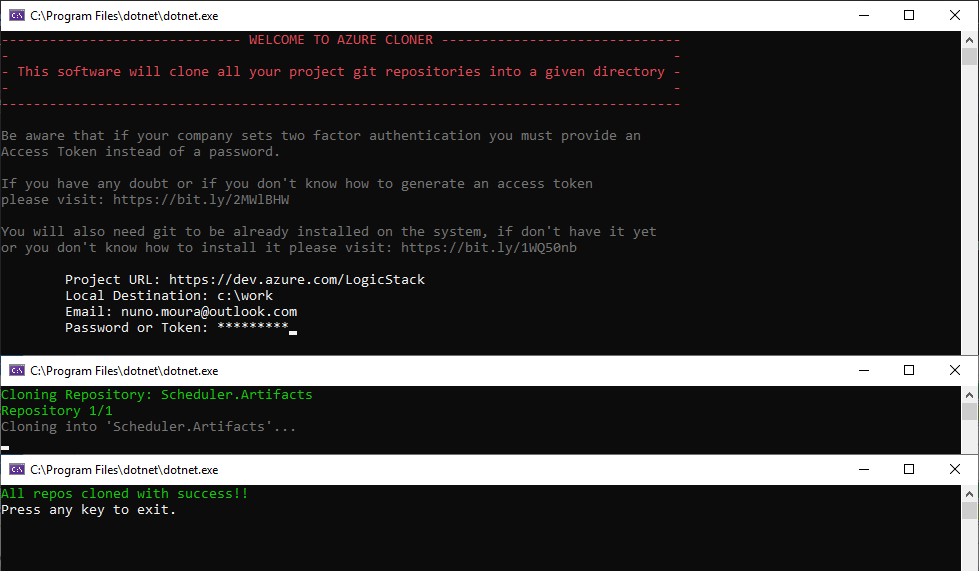 C:\Program Files\dotnet\dotnet.exe
------------------------------ WELCOME TO AZURE CLONER ------------------------------
- -
- This software will clone all your project git repositories into a given directory -
- -
-------------------------------------------------------------------------------------
Be aware that if your company sets two factor authentication you must provide an
Access Token instead of a password.
If you have any doubt or if you don't know how to generate an access token
please visit: https://bit.ly/2MWlBHW
You will also need git to be already installed on the system, if don't have it yet
or you don't know how to install it please visit: https://bit.ly/1WQ50nb
Project URL: https://dev.azure.com/LogicStack
Local Destination: c:\work
Email: nuno.moura@outlook.com
Password or Token: *********
C:\Program Files\dotnet\dotnet.exe
Cloning Repository: Scheduler.Artifacts
Repository 1/1
Cloning into 'Scheduler.Artifacts'...
C:\Program Files\dotnet\dotnet.exe
All repos cloned with success!!
Press any key to exit.